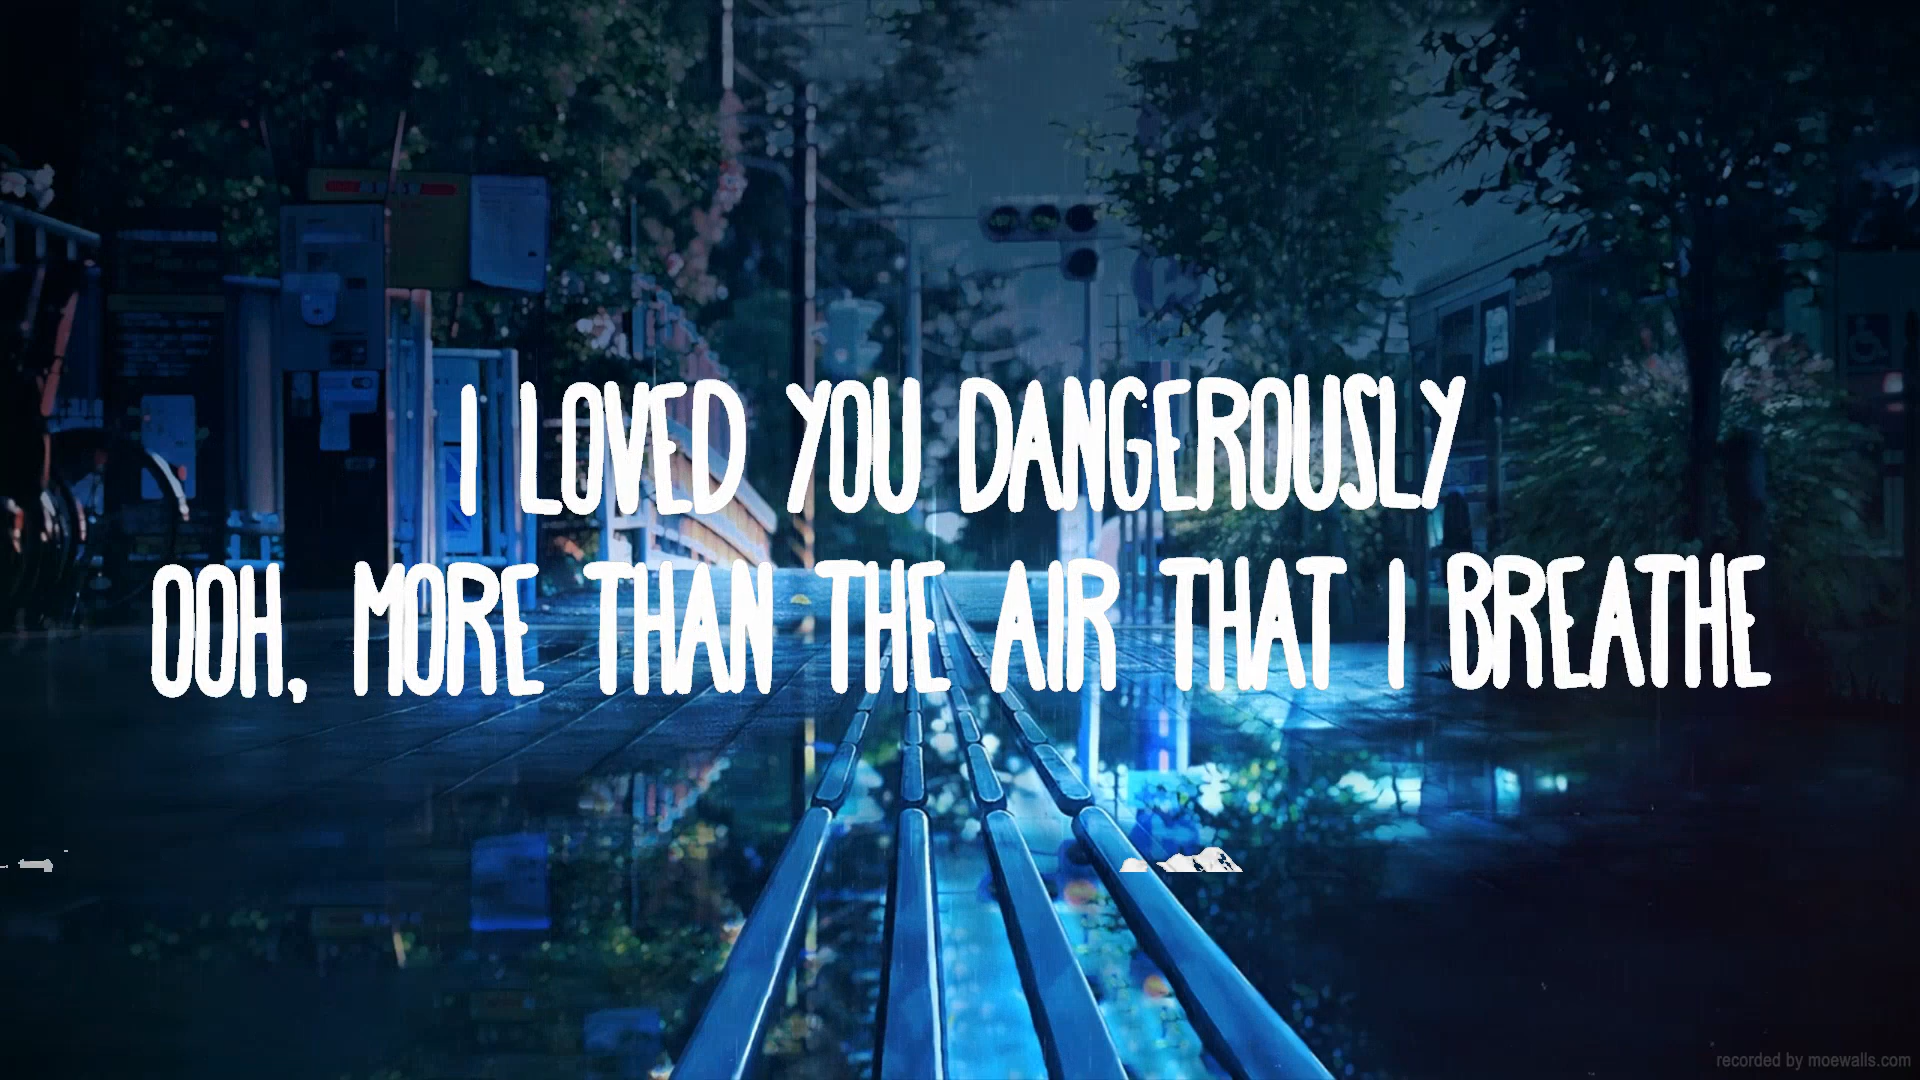 I LOVED YOU DANGEROUSLY
OOH, MORE THAN THE AIR THAT I BREATHE
recorded by moewalls.com